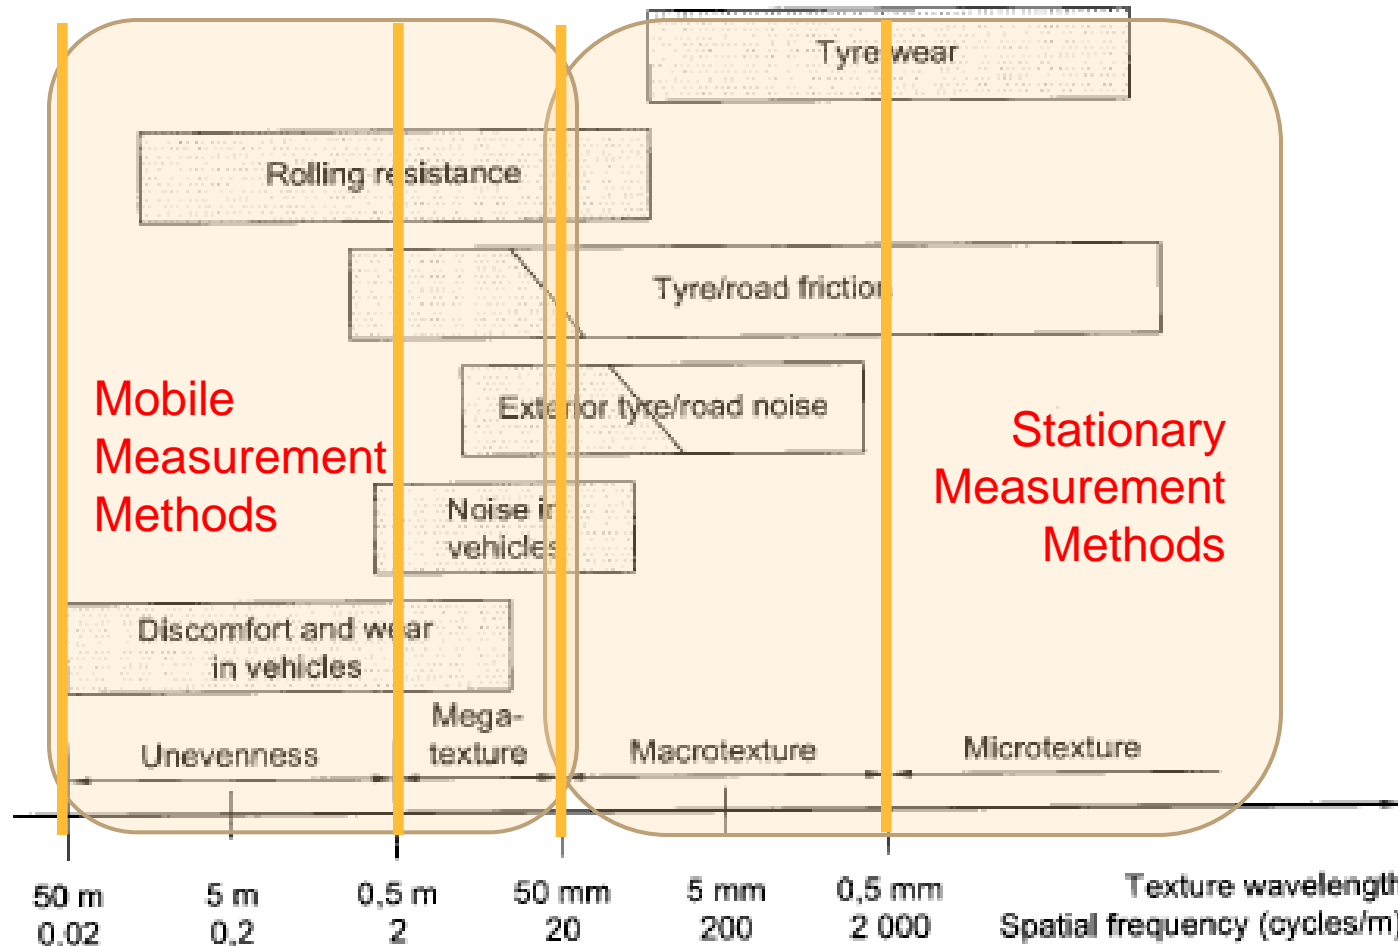 Tyre wear
Rolling resistance
Tyre/road friction
Exterior tyre/road noise
Mobile
Measurement
Methods
Stationary
Measurement
Methods
Noise in
vehicles
Discomfort and wear
in vehicles
Unevenness
Mega-
texture
Macrotexture
Microtexture
50 m 5 m 0,5 m 50 mm 5 mm 0,5 mm Texture wavelength
0,02 0,2 2 20 200 2 000 Spatial frequency (cycles/m)